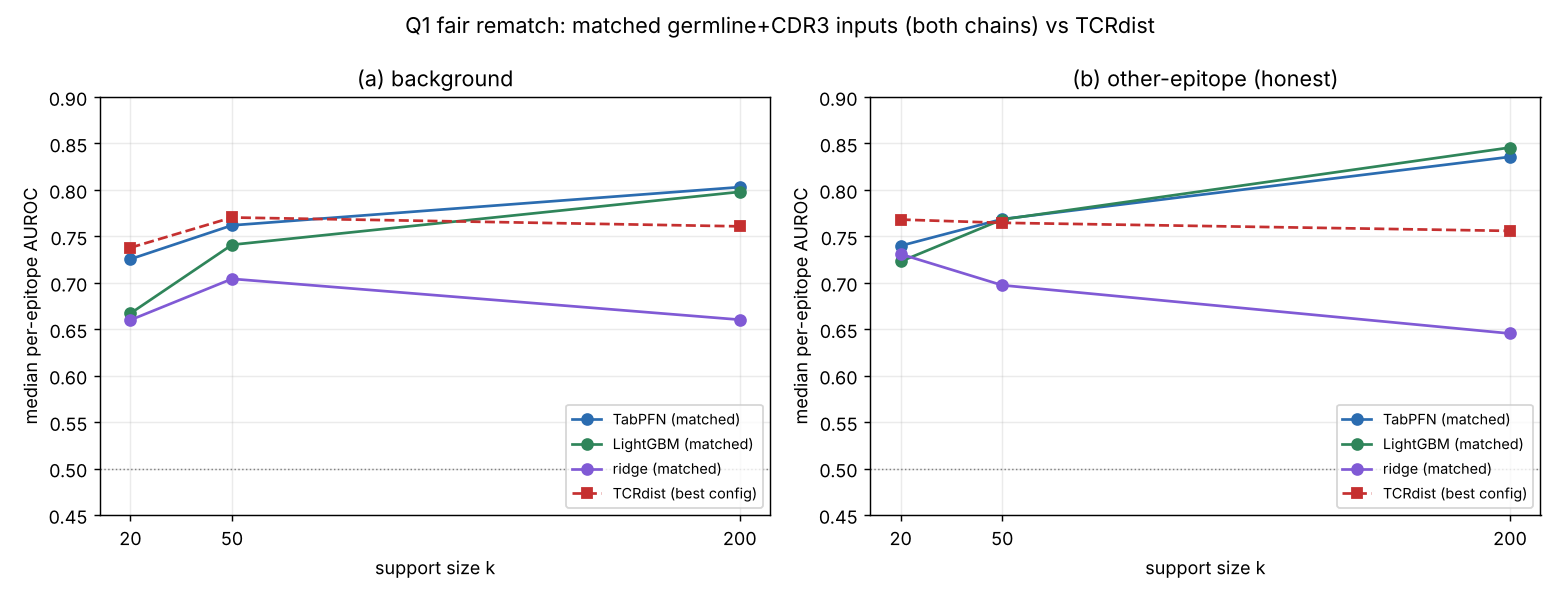 Q1 fair rematch: matched germline+CDR3 inputs (both chains) vs TCRdist
(a) background
median per-epitope AUROC
0.90
0.85
0.80
0.75
0.70
0.65
0.60
0.55
0.50
0.45
TabPFN (matched)
LightGBM (matched)
ridge (matched)
TCRdist (best config)
20
50
200
support size k
(b) other-epitope (honest)
median per-epitope AUROC
0.90
0.85
0.80
0.75
0.70
0.65
0.60
0.55
0.50
0.45
TabPFN (matched)
LightGBM (matched)
ridge (matched)
TCRdist (best config)
20
50
200
support size k